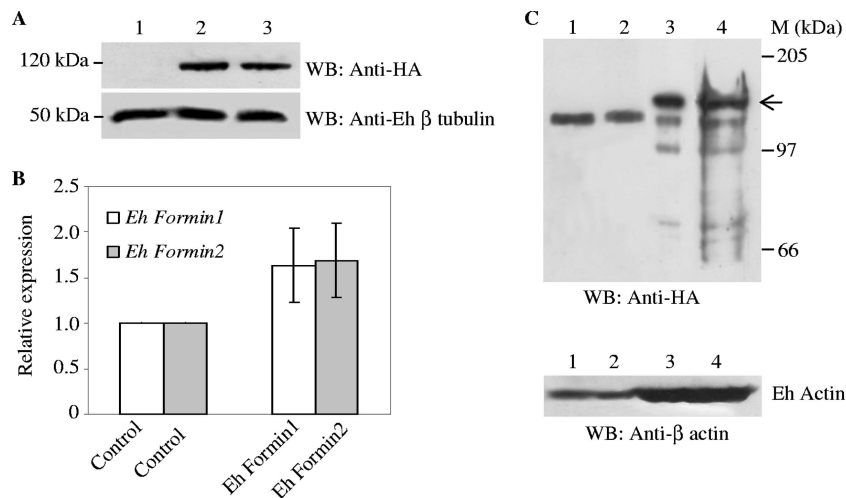 A
1 2 3
120 kDa
WB: Anti-HA
50 kDa
WB: Anti-Eh β tubulin
B
2.5
2.0
1.5
1.0
0.5
0
Relative expression
Eh Formin1
Eh Formin2
Control
Control
Eh Formin1
Eh Formin2
C
1 2 3 4 M (kDa)
205
97
66
WB: Anti-HA
1 2 3 4
Eh Actin
WB: Anti-β actin